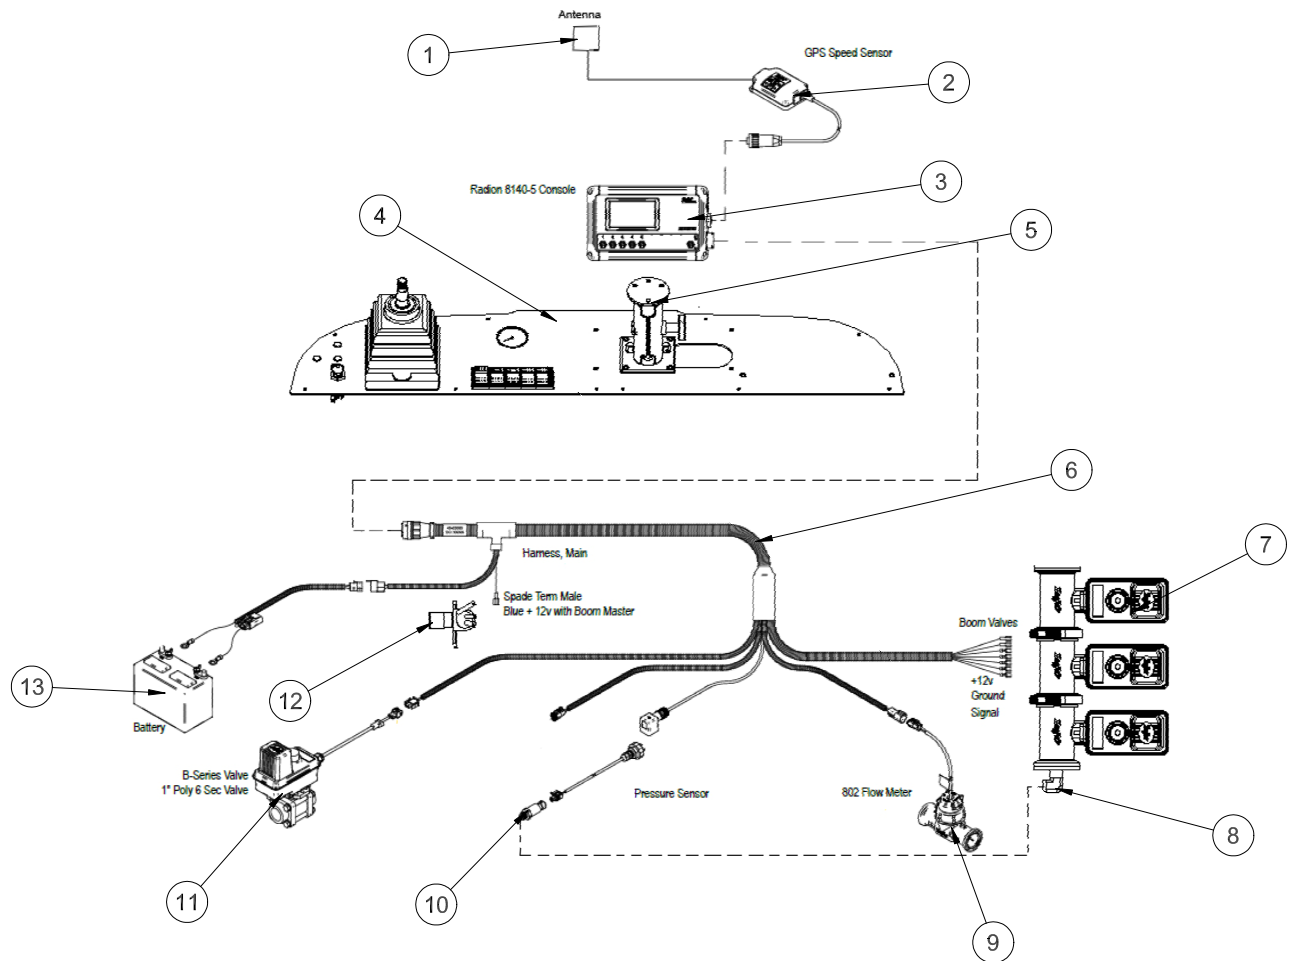 Antenna
1
GPS Speed Sensor
2
Radion 8140-5 Console
3
4
5
6
Harness, Main
7
Spade Term Male
Blue + 12v with Boom Master
12
Boom Valves
+12v
Ground
Signal
13
Battery
B-Series Valve
1" Poly 6 Sec Valve
Pressure Sensor
802 Flow Meter
8
11
10
9